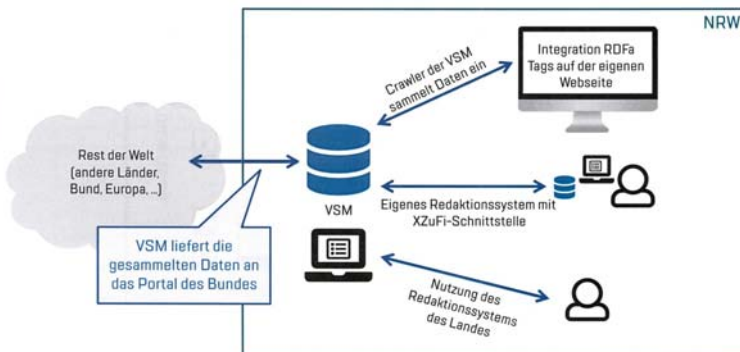 NRW
Integration RDFa
Tags auf der eigenen
Webseite
Crawler der VSM
sammelt Daten ein
Rest der Welt
(andere Länder,
Bund, Europa, ...)
VSM
Eigenes Redaktionssystem mit
XZuFi-Schnittstelle
VSM liefert die
gesammelten Daten an
das Portal des Bundes
Nutzung des
Redaktionssystems
des Landes